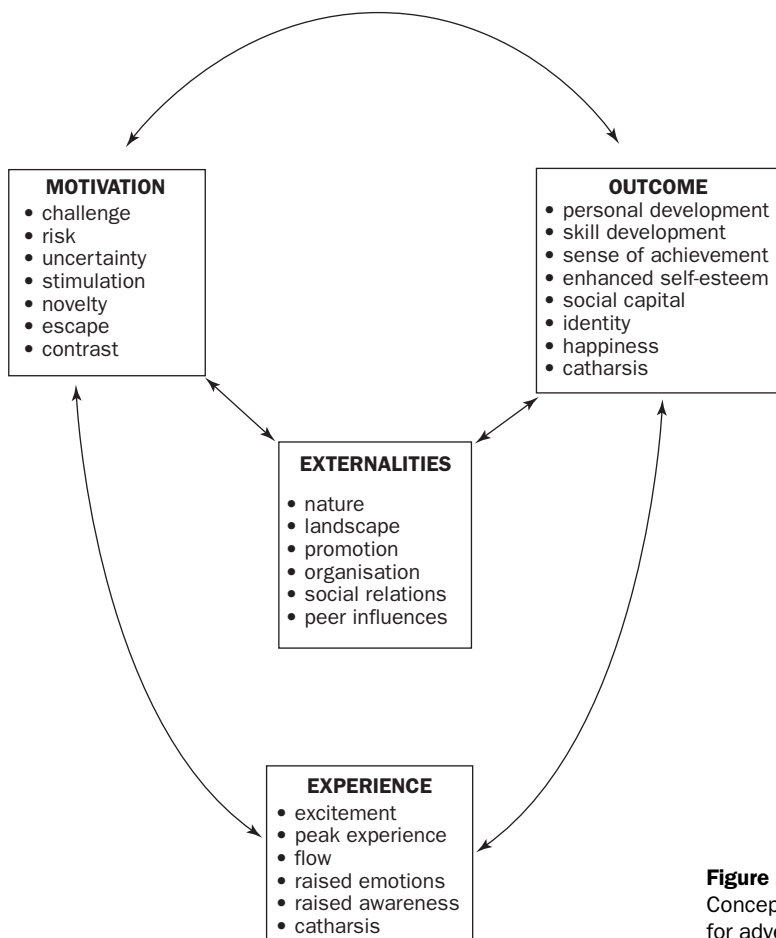 MOTIVATION
• challenge
• risk
• uncertainty
• stimulation
• novelty
• escape
• contrast
OUTCOME
• personal development
• skill development
• sense of achievement
• enhanced self-esteem
• social capital
• identity
• happiness
• catharsis
EXTERNALITIES
• nature
• landscape
• promotion
• organisation
• social relations
• peer influences
EXPERIENCE
• excitement
• peak experience
• flow
• raised emotions
• raised awareness
• catharsis
Figure
Concep
for adve